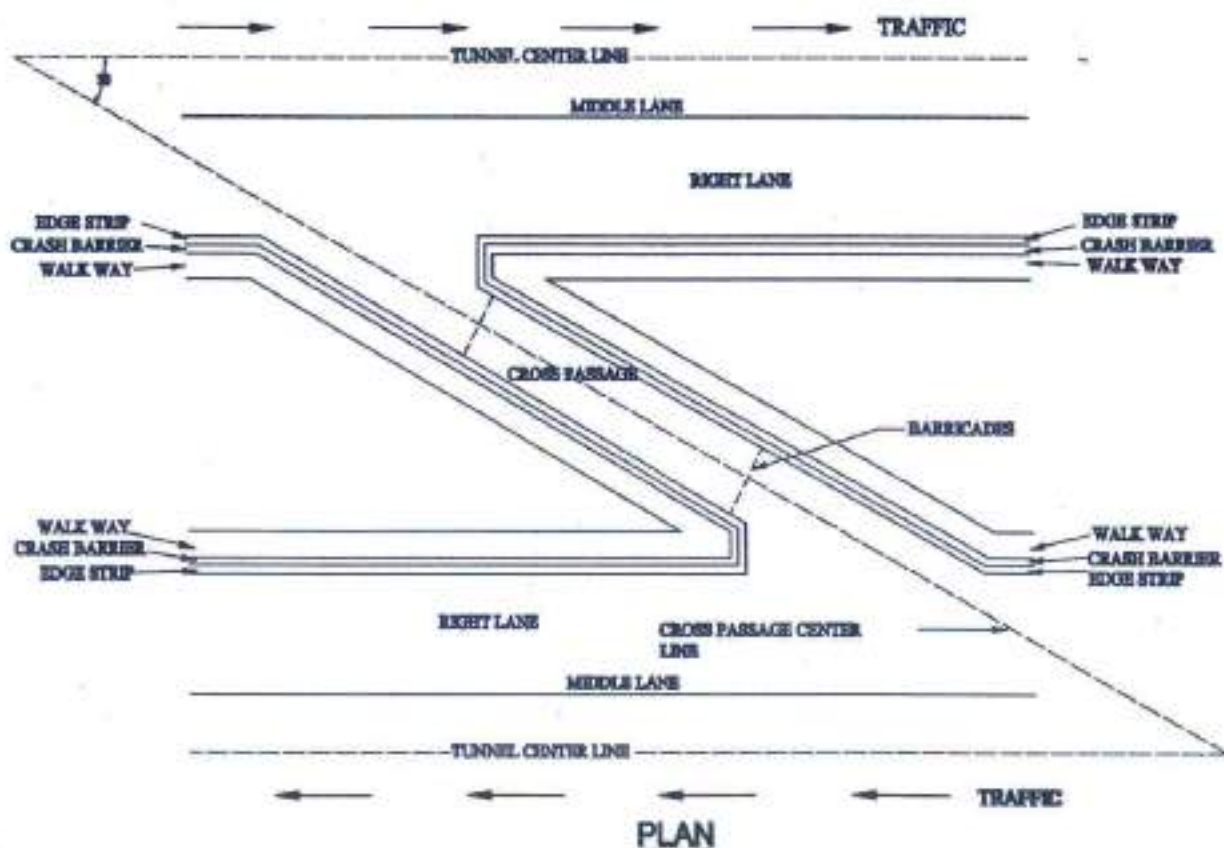 TRAFFIC
TUNNEL CENTER LINE
MIDDLE LANE
RIGHT LANE
EDGE STRIP
CRASH BARRIER
WALK WAY
EDGE STRIP
CRASH BARRIER
WALK WAY
CROSS PASSAGE
BARRICADES
WALK WAY
CRASH BARRIER
EDGE STRIP
WALK WAY
CRASH BARRIER
EDGE STRIP
RIGHT LANE
CROSS PASSAGE CENTER
LINE
MIDDLE LANE
TUNNEL CENTER LINE
TRAFFIC
PLAN